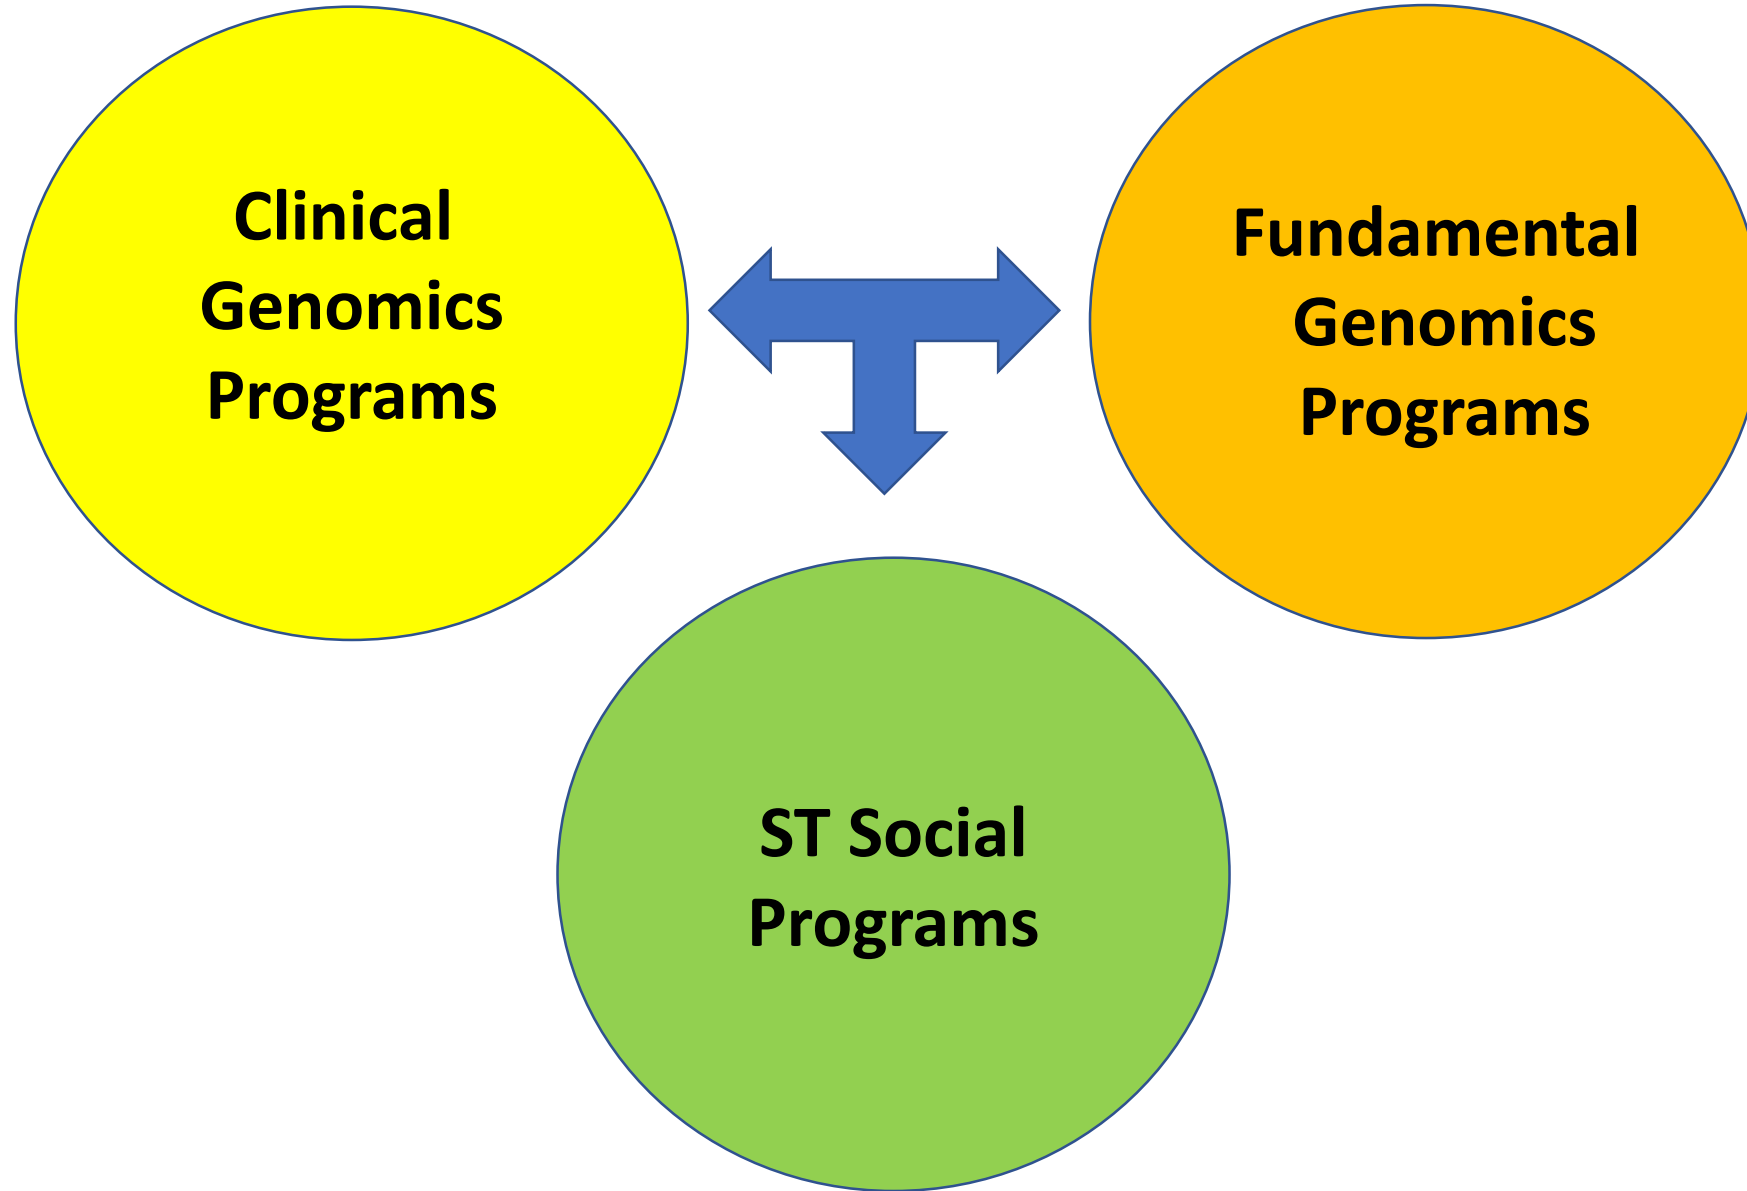 Clinical
Genomics
Programs
Fundamental
Genomics
Programs
ST Social
Programs